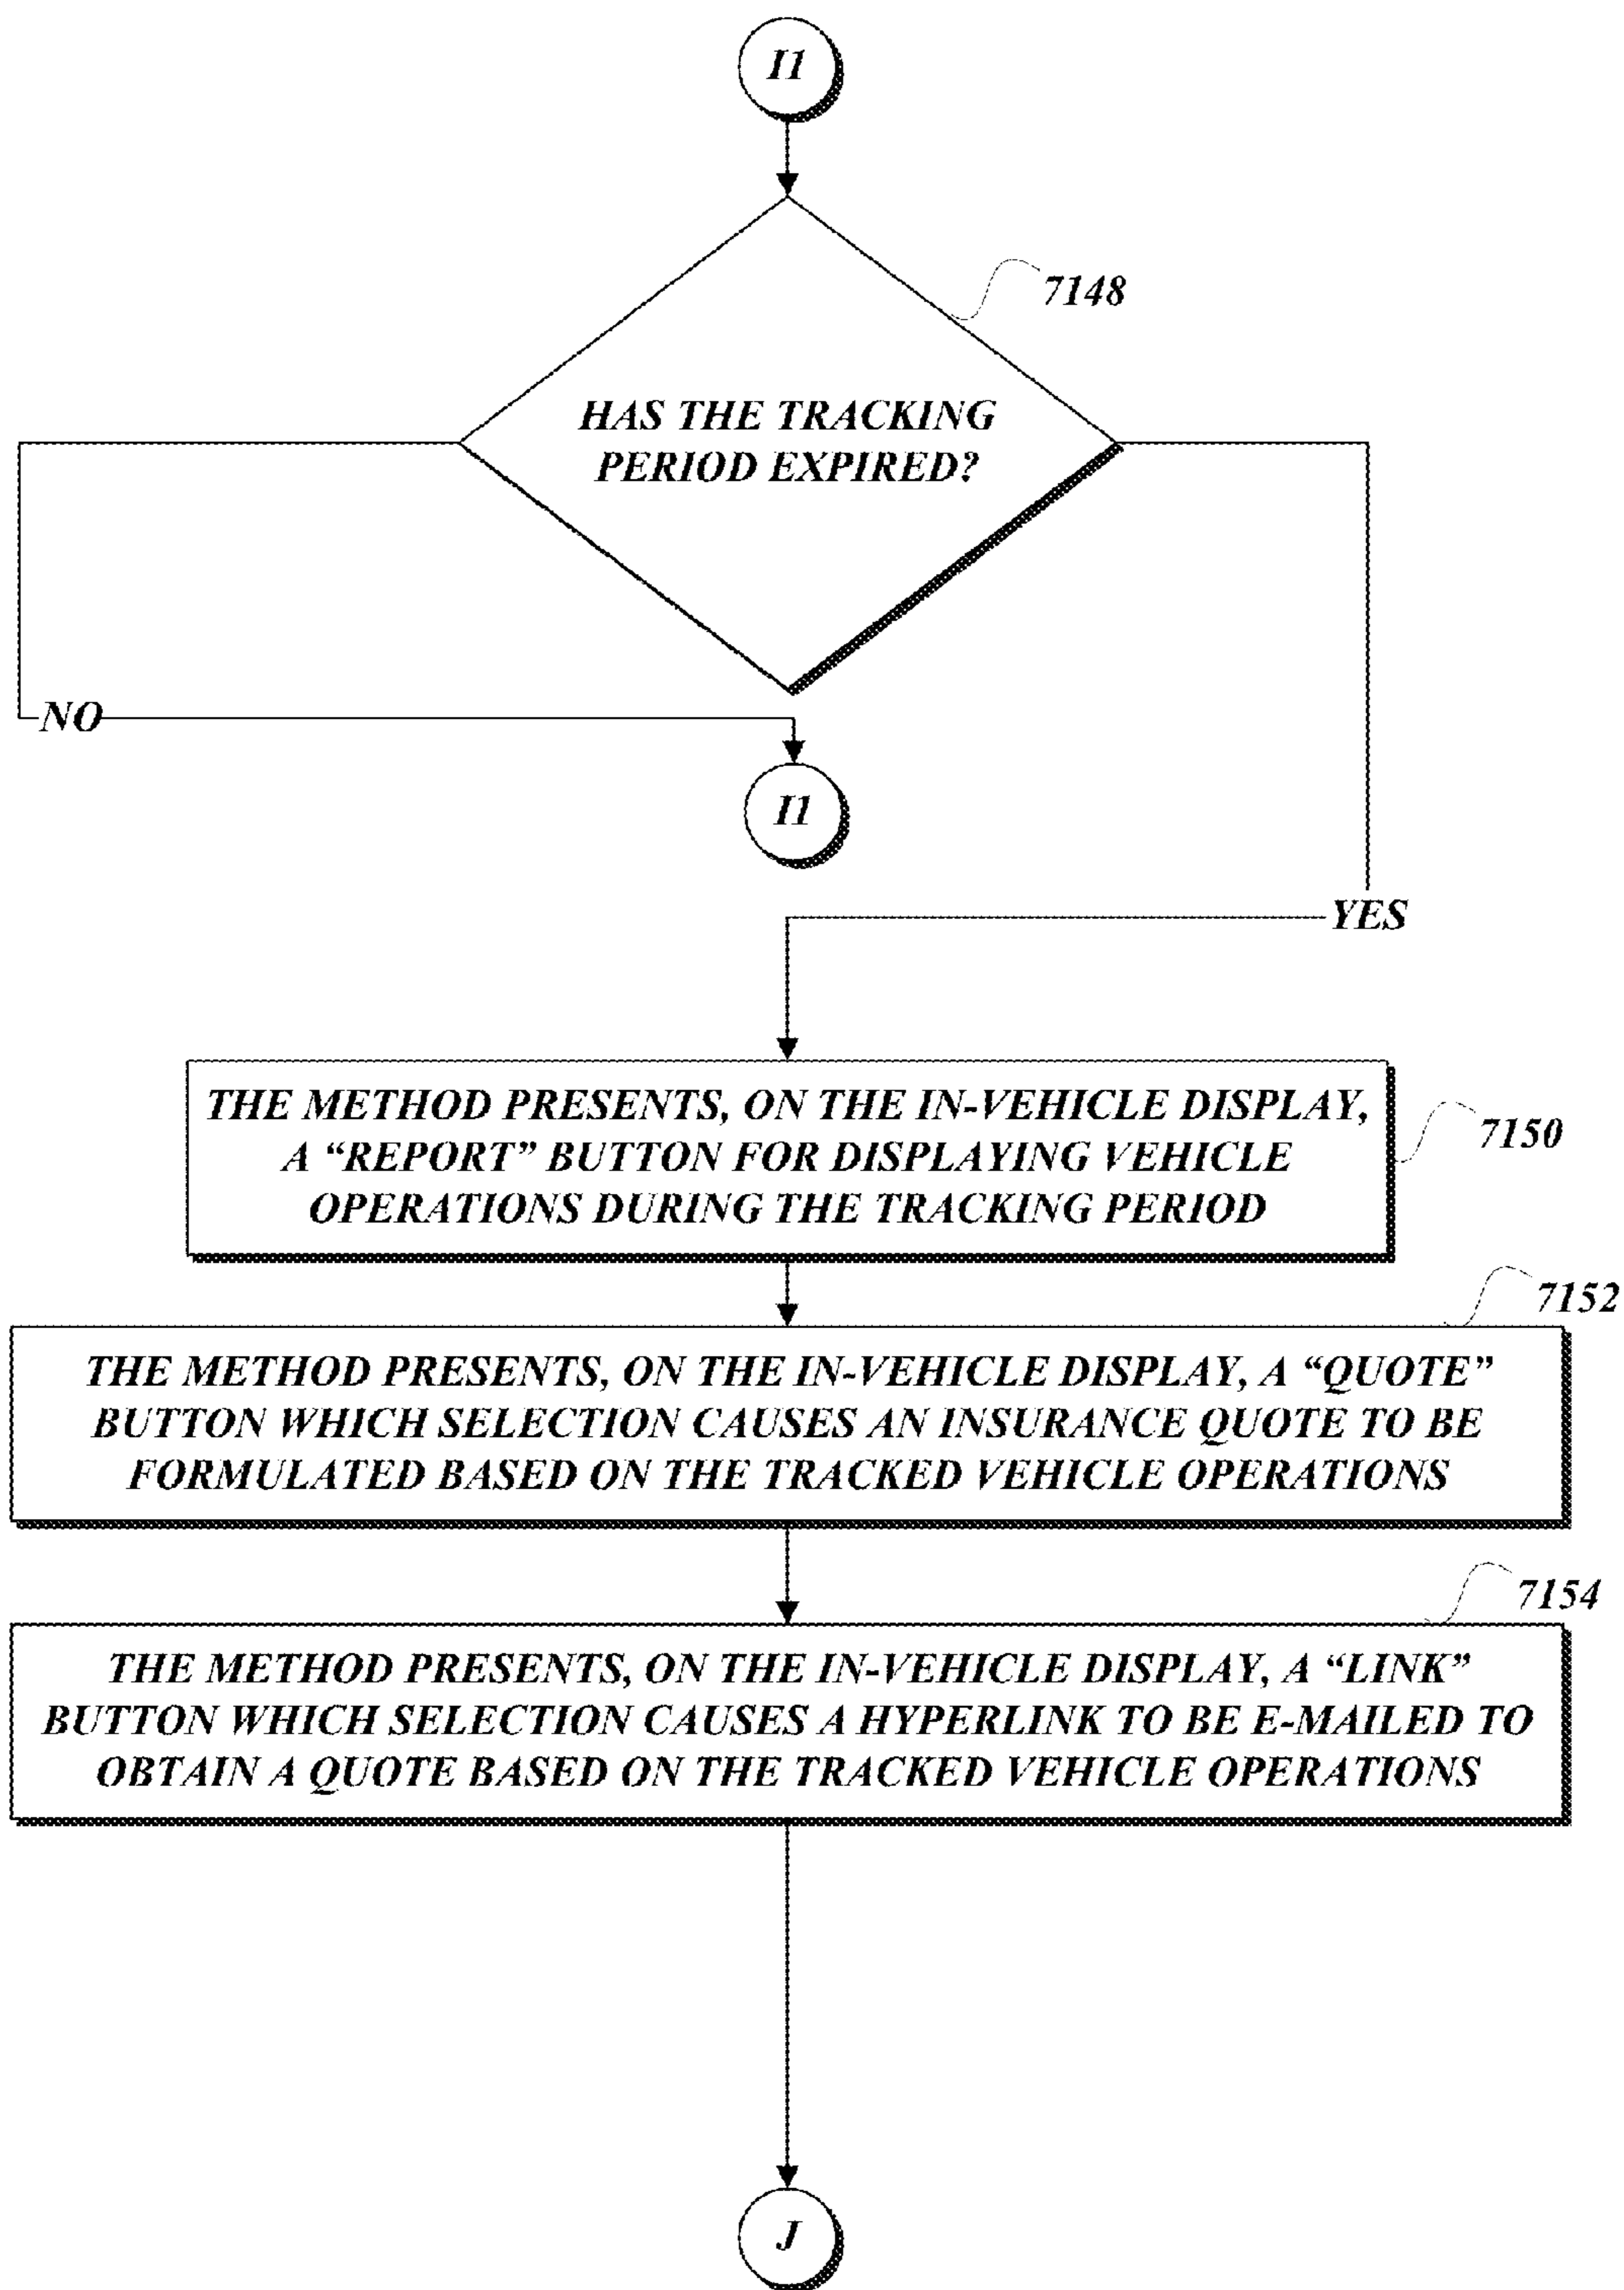 I1
7148
HAS THE TRACKING
PERIOD EXPIRED?
NO
I1
YES
THE METHOD PRESENTS, ON THE IN-VEHICLE DISPLAY,
A “REPORT” BUTTON FOR DISPLAYING VEHICLE
OPERATIONS DURING THE TRACKING PERIOD
7150
7152
THE METHOD PRESENTS, ON THE IN-VEHICLE DISPLAY, A “QUOTE”
BUTTON WHICH SELECTION CAUSES AN INSURANCE QUOTE TO BE
FORMULATED BASED ON THE TRACKED VEHICLE OPERATIONS
7154
THE METHOD PRESENTS, ON THE IN-VEHICLE DISPLAY, A “LINK”
BUTTON WHICH SELECTION CAUSES A HYPERLINK TO BE E-MAILED TO
OBTAIN A QUOTE BASED ON THE TRACKED VEHICLE OPERATIONS
J